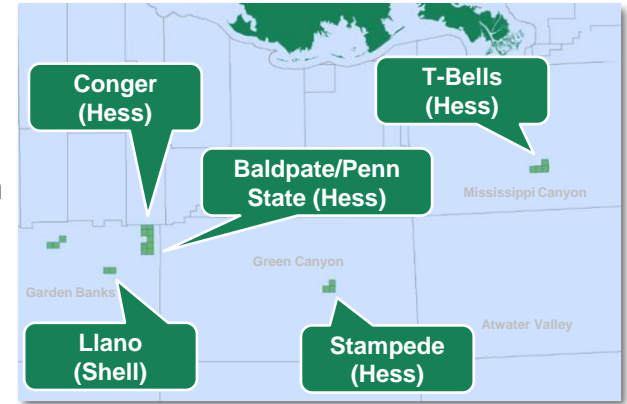 Conger
(Hess)
T-Bells
(Hess)
Baldpate/Penn
State (Hess)
Mississippi Canyon
Green Canyon
Garden Banks
Atwater Valley
Llano
(Shell)
Stampede
(Hess)